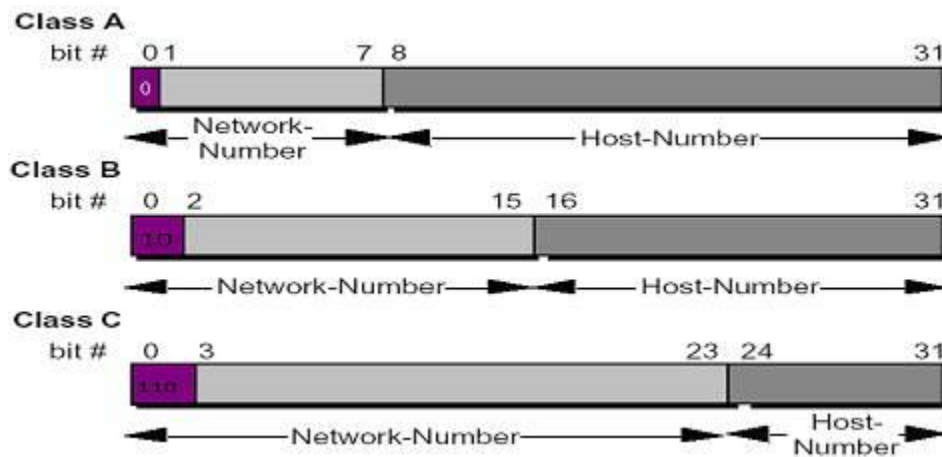 Class A
bit # 0 1 7 8 31
0
Network-Number Host-Number
Class B
bit # 0 2 15 16 31
10
Network-Number Host-Number
Class C
bit # 0 3 23 24 31
110
Network-Number Host-Number